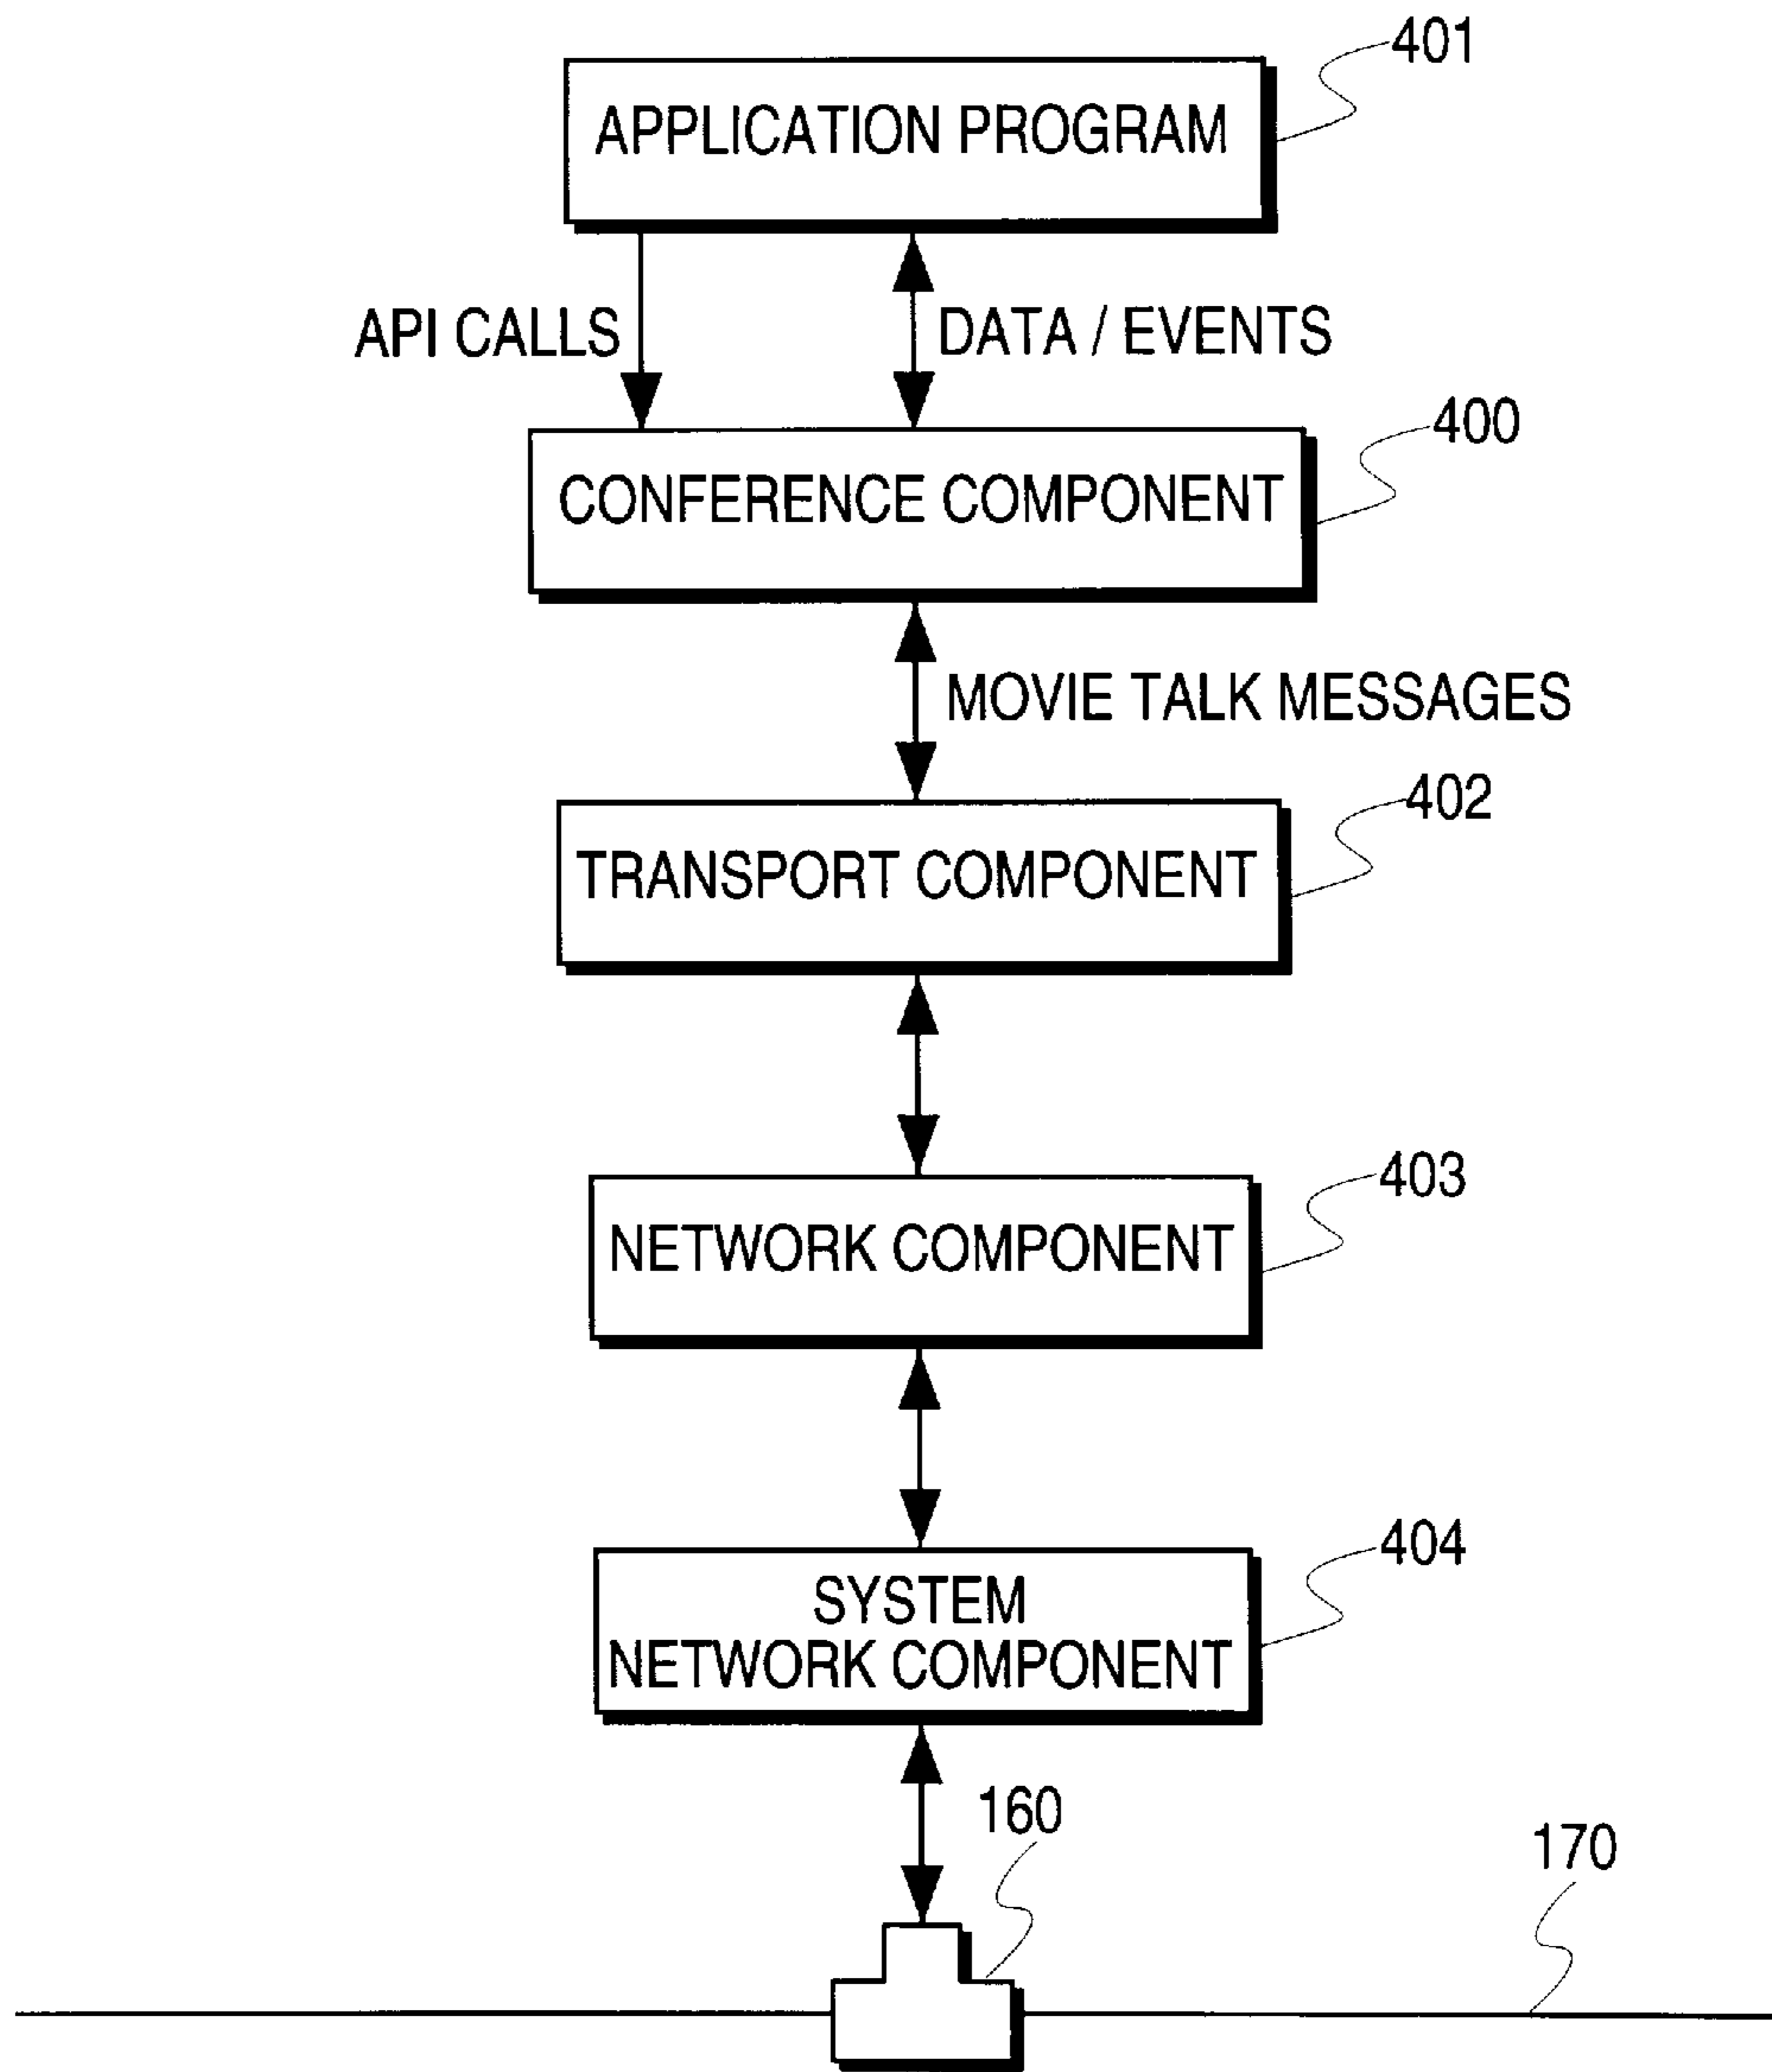 401
APPLICATION PROGRAM
API CALLS
DATA / EVENTS
400
CONFERENCE COMPONENT
MOVIE TALK MESSAGES
402
TRANSPORT COMPONENT
403
NETWORK COMPONENT
404
SYSTEM
NETWORK COMPONENT
160
170